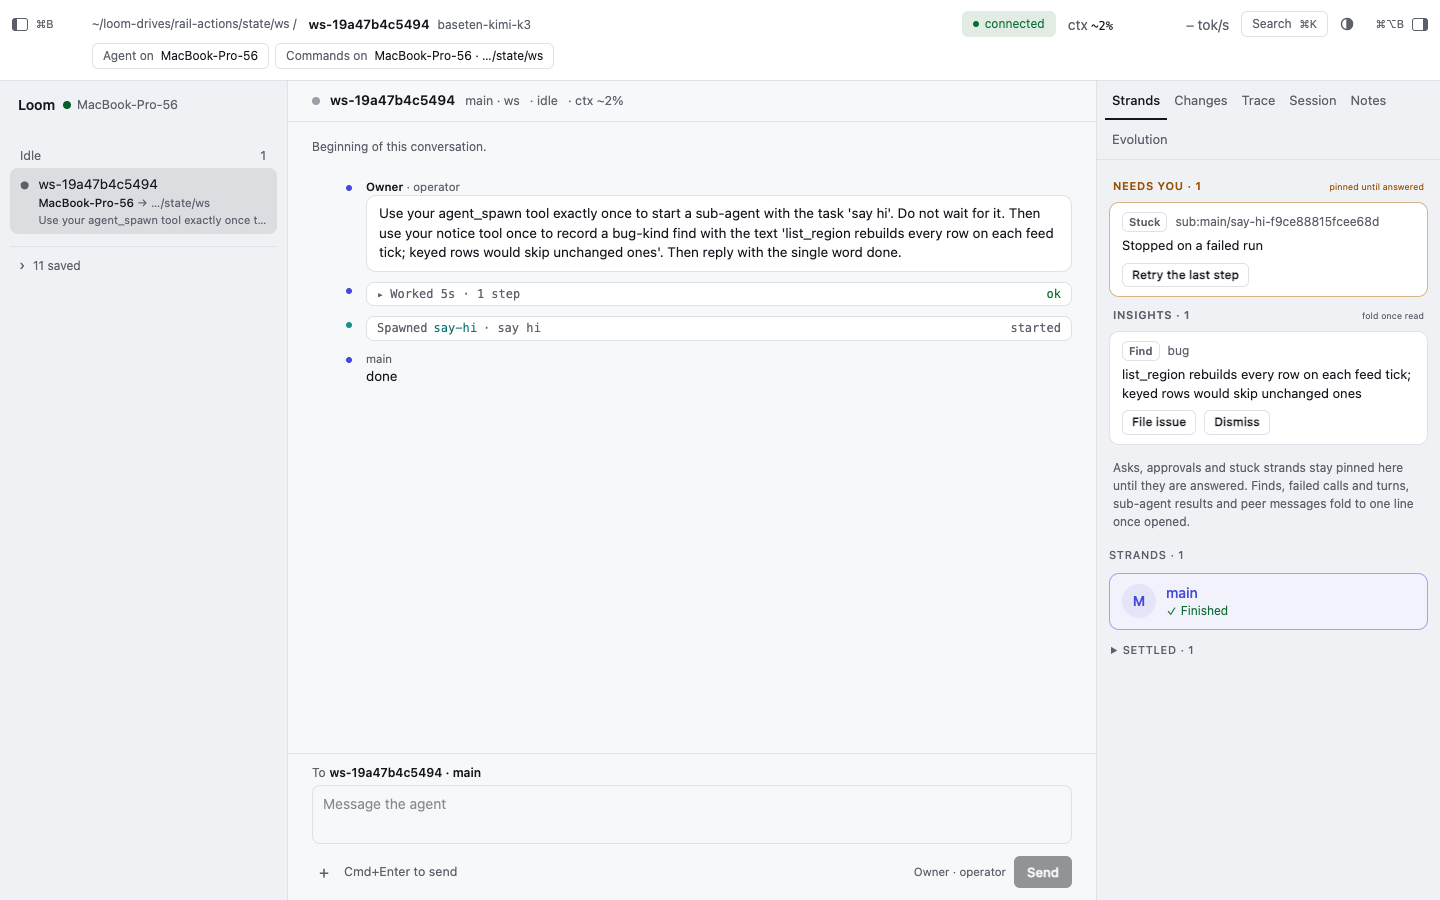 ⌘B
~/loom-drives/rail-actions/state/ws / ws-19a47b4c5494 baseten-kimi-k3
connected
ctx ~2%
– tok/s
Search ⌘K
⌘⌥B
Agent on MacBook-Pro-56
Commands on MacBook-Pro-56 · …/state/ws
Loom MacBook-Pro-56
Idle 1
ws-19a47b4c5494
MacBook-Pro-56 → …/state/ws
Use your agent_spawn tool exactly once t…
› 11 saved
ws-19a47b4c5494 main · ws · idle · ctx ~2%
Beginning of this conversation.
Owner · operator
Use your agent_spawn tool exactly once to start a sub-agent with the task 'say hi'. Do not wait for it. Then
use your notice tool once to record a bug-kind find with the text 'list_region rebuilds every row on each feed
tick; keyed rows would skip unchanged ones'. Then reply with the single word done.
▸ Worked 5s · 1 step ok
Spawned say-hi · say hi started
main
done
To ws-19a47b4c5494 · main
Message the agent
+ Cmd+Enter to send
Owner · operator
Send
Strands Changes Trace Session Notes
Evolution
NEEDS YOU · 1 pinned until answered
Stuck sub:main/say-hi-f9ce88815fcee68d
Stopped on a failed run
Retry the last step
INSIGHTS · 1 fold once read
Find bug
list_region rebuilds every row on each feed tick;
keyed rows would skip unchanged ones
File issue Dismiss
Asks, approvals and stuck strands stay pinned here
until they are answered. Finds, failed calls and turns,
sub-agent results and peer messages fold to one line
once opened.
STRANDS · 1
M
main
✓ Finished
▶ SETTLED · 1